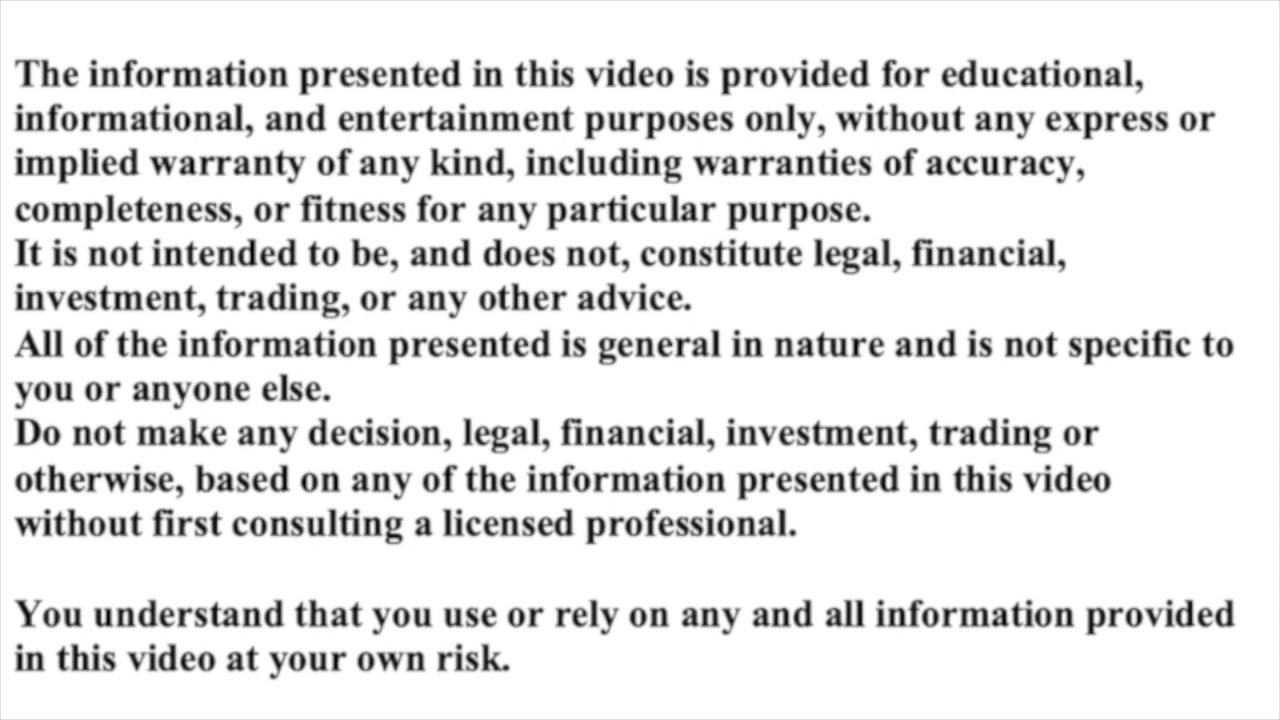 The information presented in this video is provided for educational,
informational, and entertainment purposes only, without any express or
implied warranty of any kind, including warranties of accuracy,
completeness, or fitness for any particular purpose.
It is not intended to be, and does not, constitute legal, financial,
investment, trading, or any other advice.
All of the information presented is general in nature and is not specific to
you or anyone else.
Do not make any decision, legal, financial, investment, trading or
otherwise, based on any of the information presented in this video
without first consulting a licensed professional.
You understand that you use or rely on any and all information provided
in this video at your own risk.